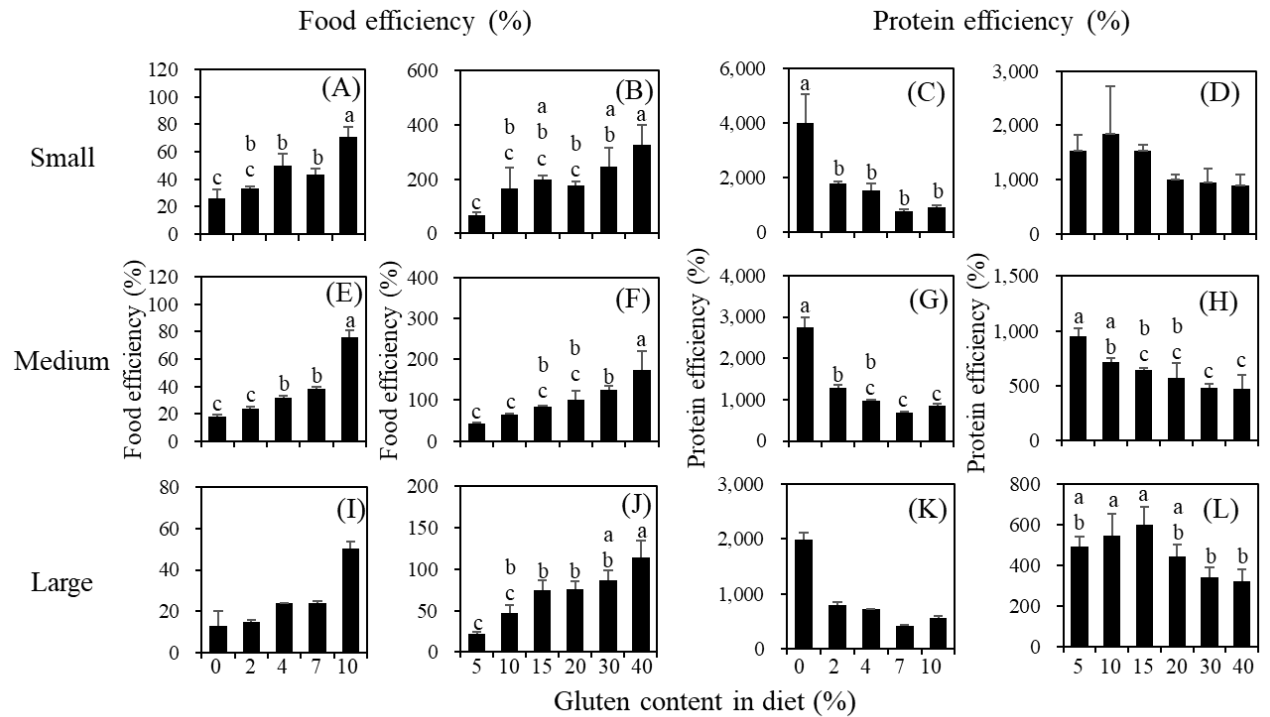 Food efficiency (%)
Protein efficiency (%)
Small
Medium
Large
Food efficiency (%)
Food efficiency (%)
Protein efficiency (%)
Protein efficiency (%)
120
100
80
60
40
20
0
(A)
c
b
c
b
b
a
600
400
200
0
(B)
c
b
c
a
b
c
b
c
a
b
a
6,000
4,000
2,000
0
(C)
a
b
b
b
b
3,000
2,000
1,000
0
(D)
120
100
80
60
40
20
0
(E)
c
c
b
b
a
400
300
200
100
0
(F)
c
c
b
c
b
c
b
a
4,000
3,000
2,000
1,000
0
(G)
a
b
b
c
c
c
1,500
1,000
500
0
(H)
a
a
b
b
c
b
c
c
c
80
60
40
20
0
(I)
0 2 4 7 10
200
150
100
50
0
(J)
c
b
c
b
b
a
b
a
5 10 15 20 30 40
3,000
2,000
1,000
0
(K)
0 2 4 7 10
800
600
400
200
0
(L)
a
b
a
a
a
b
b
b
5 10 15 20 30 40
Gluten content in diet (%)